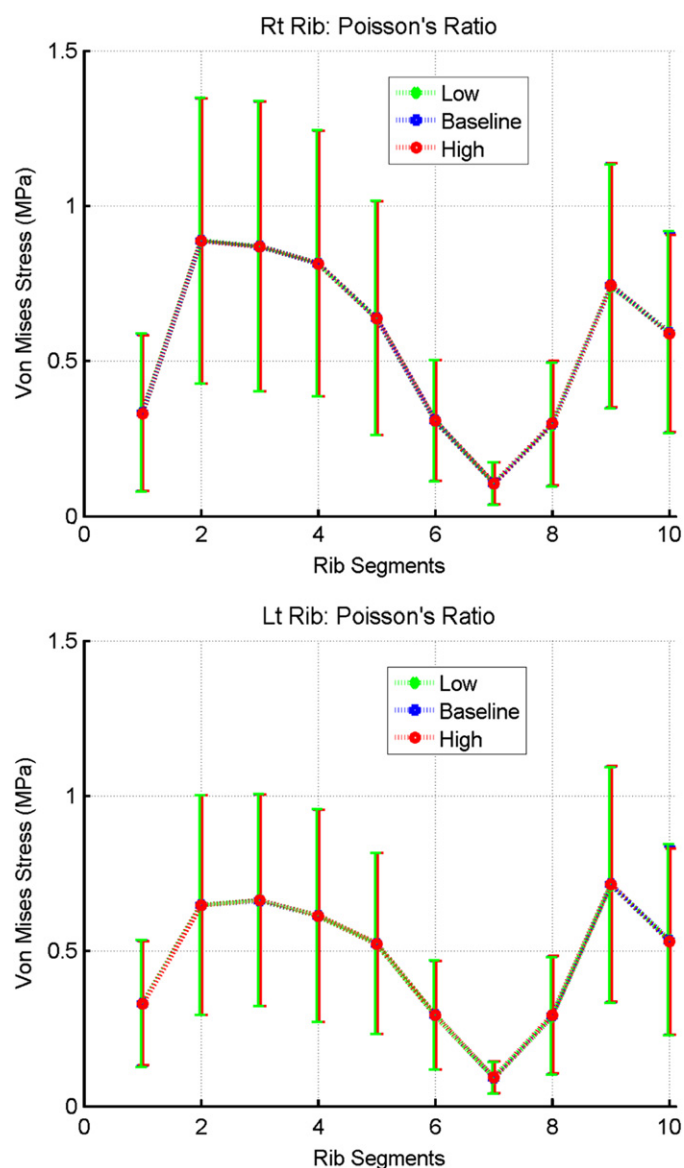 Rt Rib: Poisson's Ratio
1.5
Low
Baseline
High
1
Von Mises Stress (MPa)
0.5
0
0 2 4 6 8 10
Rib Segments
Lt Rib: Poisson's Ratio
1.5
Low
Baseline
High
1
Von Mises Stress (MPa)
0.5
0
0 2 4 6 8 10
Rib Segments